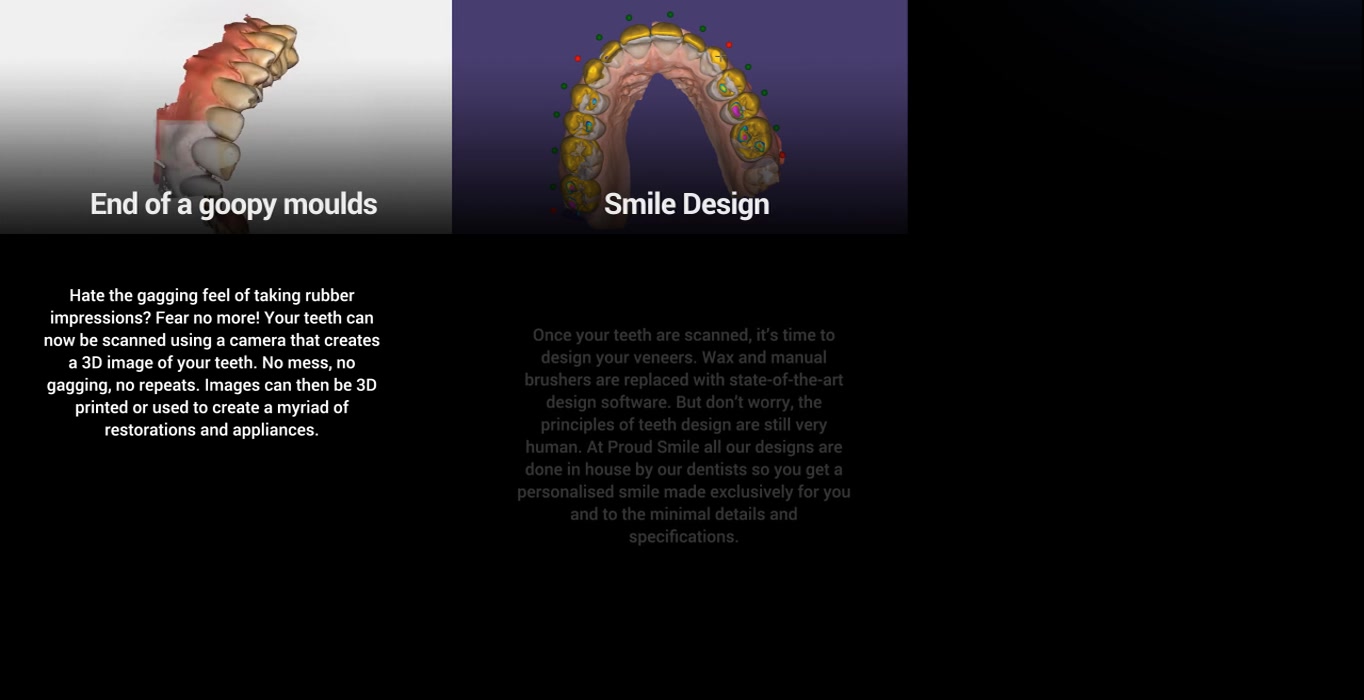 End of a goopy moulds
Hate the gagging feel of taking rubber
impressions? Fear no more! Your teeth can
now be scanned using a camera that creates
a 3D image of your teeth. No mess, no
gagging, no repeats. Images can then be 3D
printed or used to create a myriad of
restorations and appliances.
Smile Design
Once your teeth are scanned, it’s time to
design your veneers. Wax and manual
brushers are replaced with state-of-the-art
design software. But don’t worry, the
principles of teeth design are still very
human. At Proud Smile all our designs are
done in house by our dentists so you get a
personalised smile made exclusively for you
and to the minimal details and
specifications.